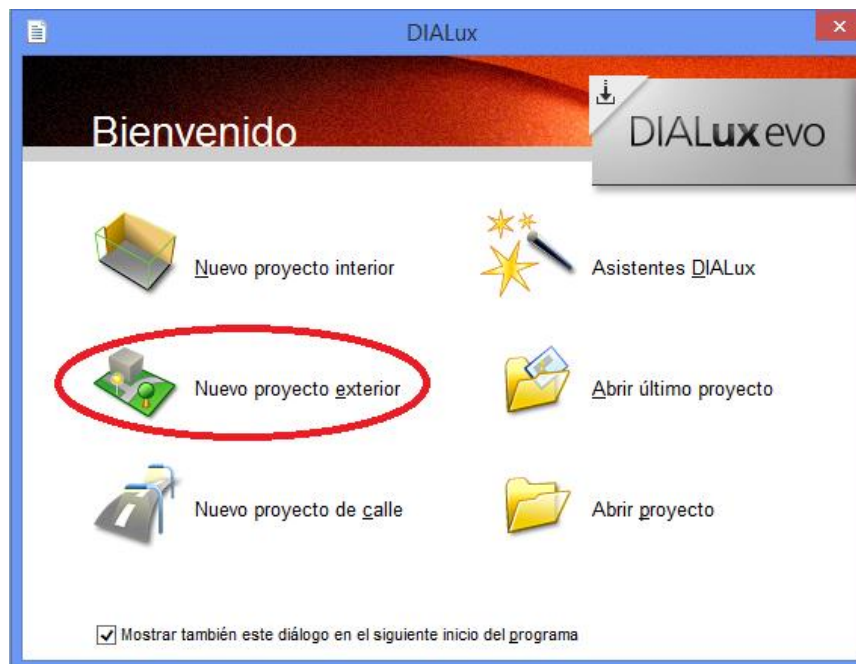 DIALux
Bienvenido
DIALux evo
Nuevo proyecto interior
Asistentes DIALux
Nuevo proyecto exterior
Abrir último proyecto
Nuevo proyecto de calle
Abrir proyecto
Mostrar también este diálogo en el siguiente inicio del programa